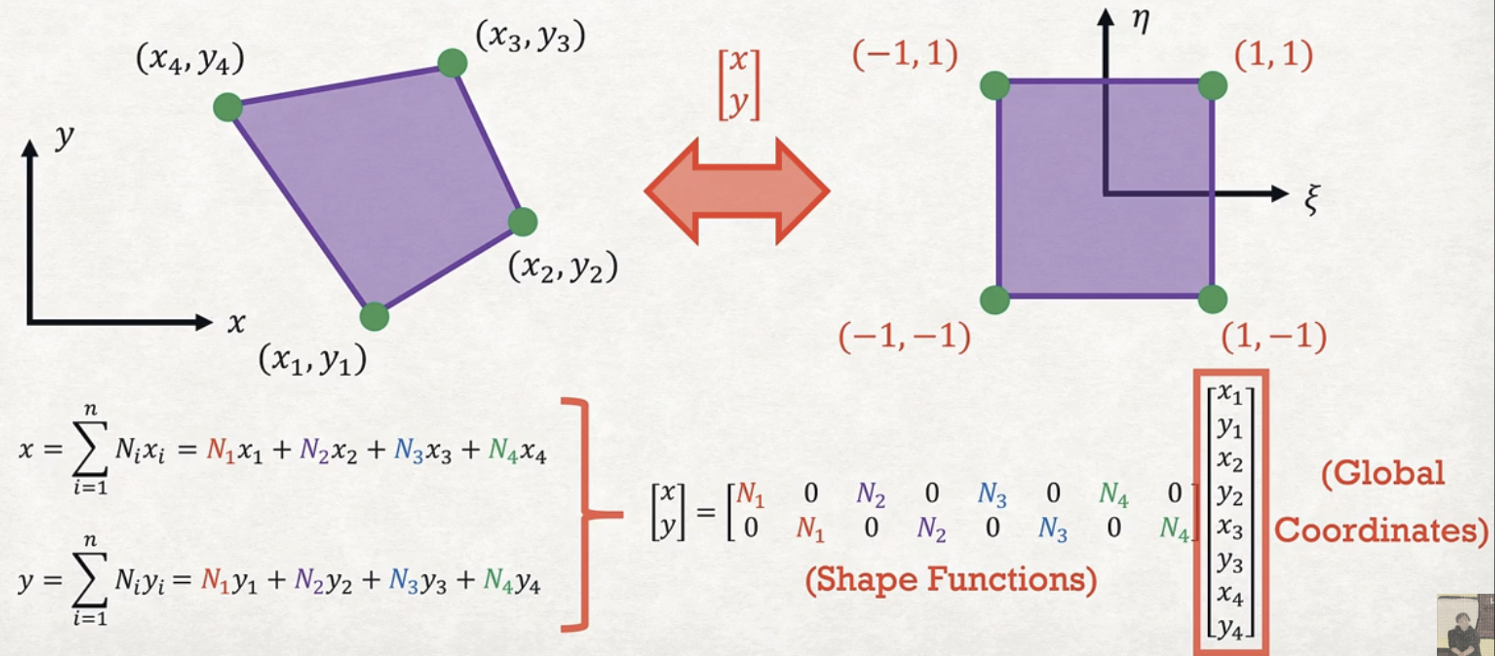 (x₄, y₄)
(x₃, y₃)
y
x
(x₂, y₂)
(x₁, y₁)
[x
y]
η
(−1, 1)
(1, 1)
ξ
(−1, −1)
(1, −1)
x = ∑ᵢ₌₁ⁿ Nᵢxᵢ = N₁x₁ + N₂x₂ + N₃x₃ + N₄x₄
y = ∑ᵢ₌₁ⁿ Nᵢyᵢ = N₁y₁ + N₂y₂ + N₃y₃ + N₄y₄
[x y] = [N₁ 0 N₂ 0 N₃ 0 N₄ 0
0 N₁ 0 N₂ 0 N₃ 0 N₄]
(Shape Functions)
[x₁
y₁
x₂
y₂
x₃
y₃
x₄
y₄]
(Global
Coordinates)